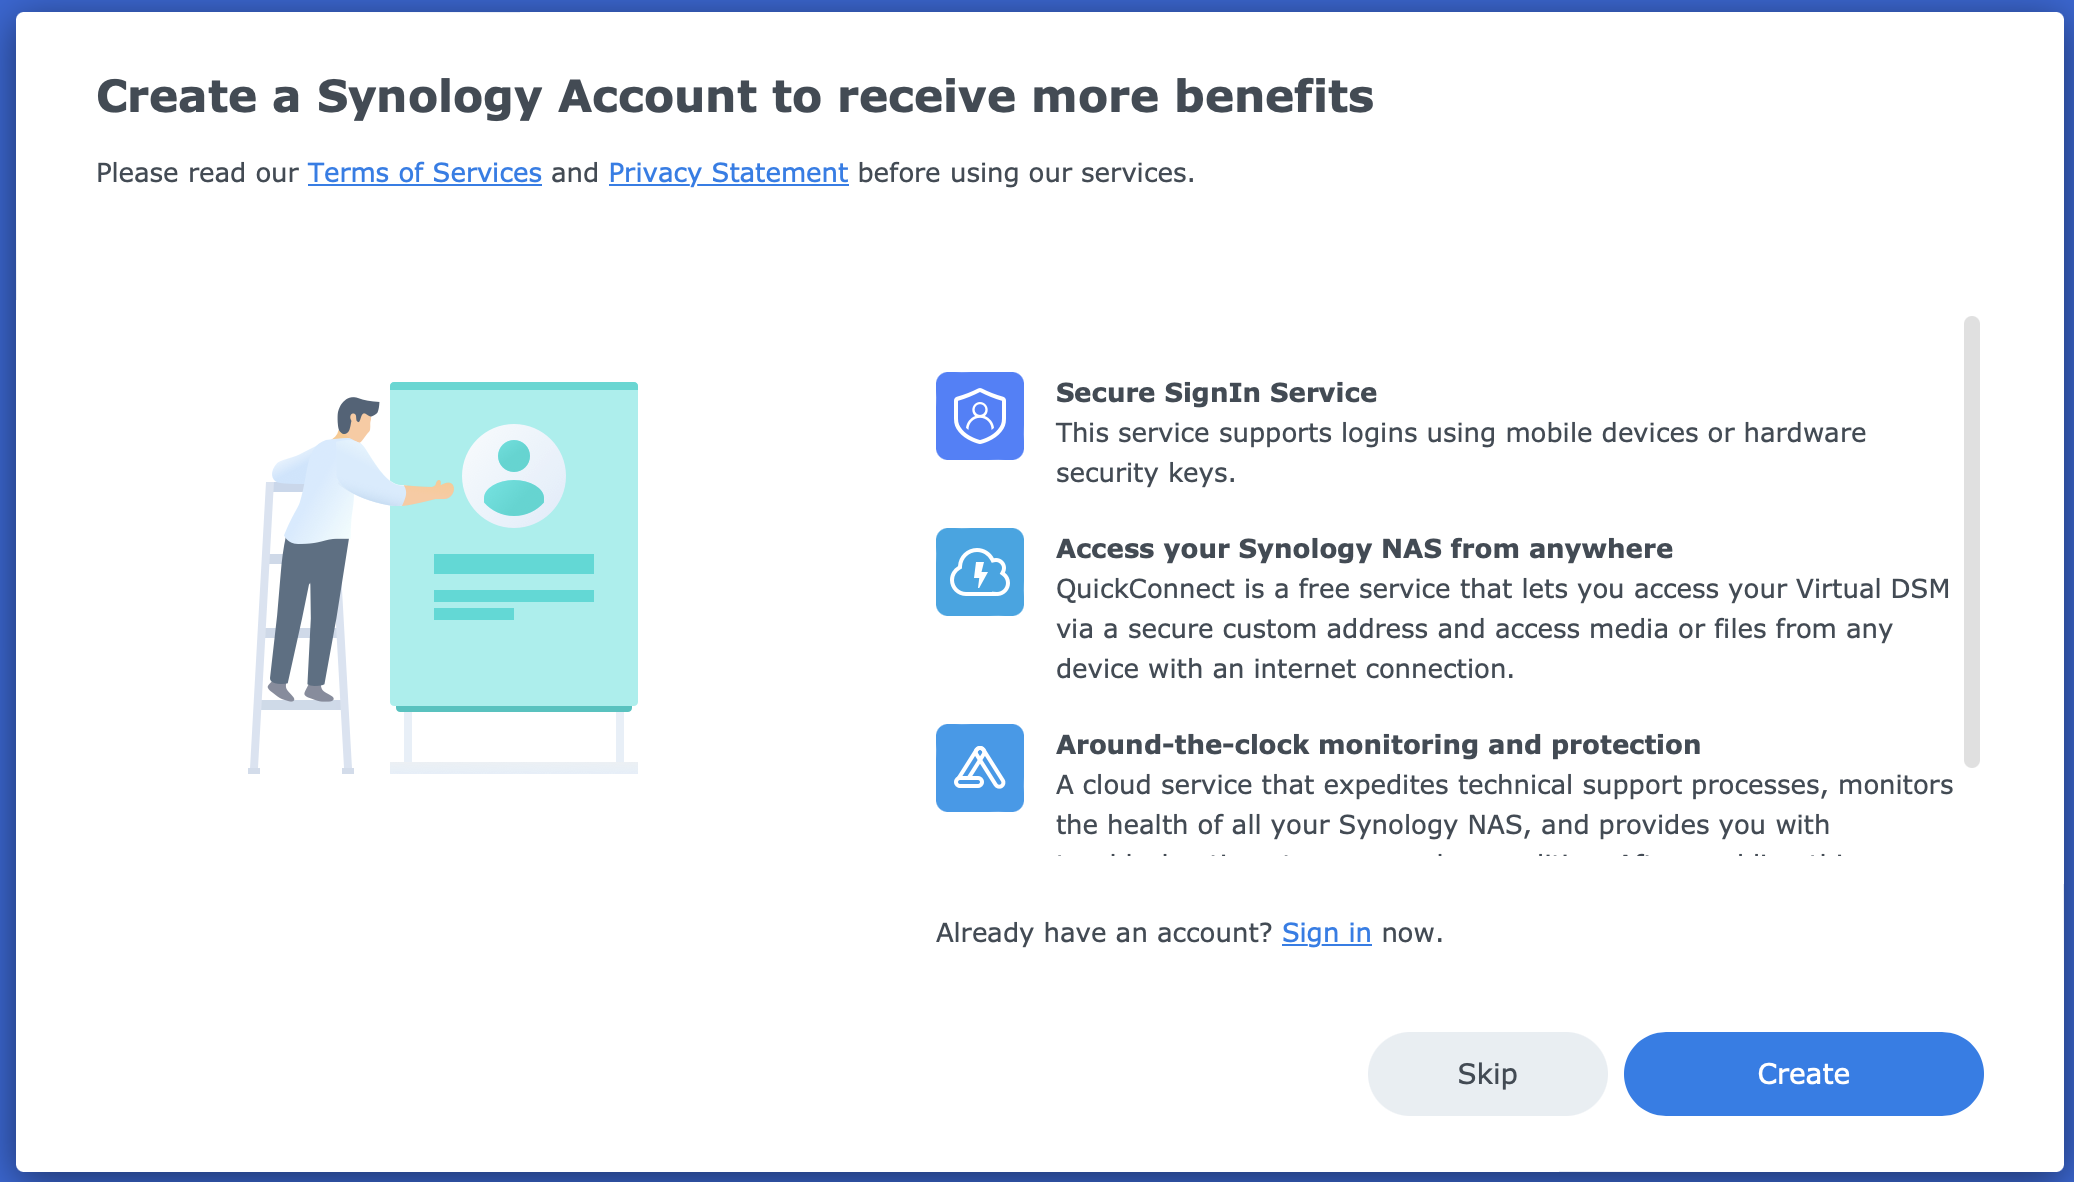 Create a Synology Account to receive more benefits
Please read our Terms of Services and Privacy Statement before using our services.
Secure SignIn Service
This service supports logins using mobile devices or hardware
security keys.
Access your Synology NAS from anywhere
QuickConnect is a free service that lets you access your Virtual DSM
via a secure custom address and access media or files from any
device with an internet connection.
Around-the-clock monitoring and protection
A cloud service that expedites technical support processes, monitors
the health of all your Synology NAS, and provides you with
Already have an account? Sign in now.
Skip
Create